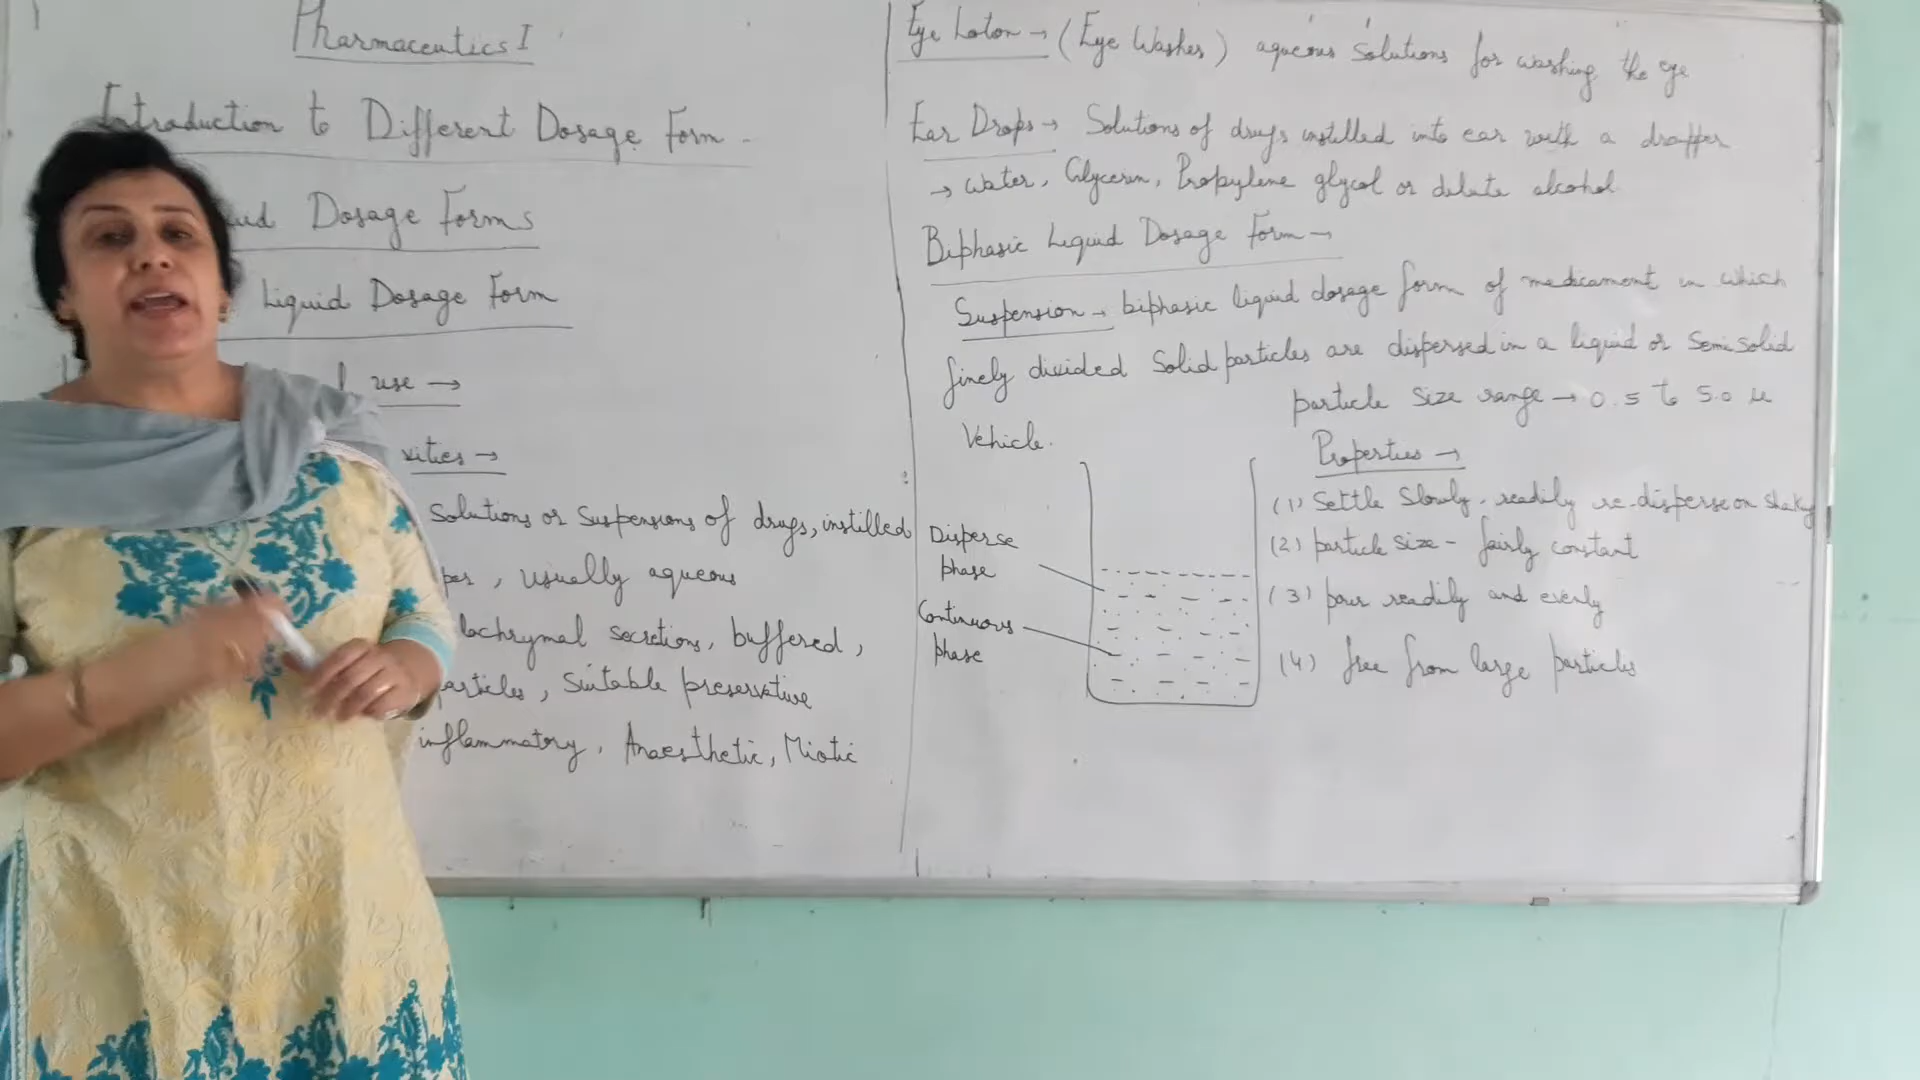 Pharmaceutics I
Introduction to Different Dosage Form -
Dosage Forms
Liquid Dosage Form
use →
Solutions or Suspensions of drugs, instilled
, usually aqueous
lachrymal secretions, buffered,
articles, Suitable preservative
inflammatory, Anaesthetic, Miotic
Eye Loton → (Eye Washes) aqueous solutions for washing the eye
Ear Drops → Solutions of drugs instilled into ear with a dropper
→ Water, Glycerin, Propylene glycol or dilute alcohol
Biphasic Liquid Dosage Form →
Suspension → biphasic liquid dosage form of medicament in which
finely divided Solid particles are dispersed in a liquid or Semisolid
Vehicle.
particle size range → 0.5 to 5.0 u
Properties →
(1) Settle Slowly, readily re-disperse on shaking
(2) particle size - fairly constant
(3) pour readily and evenly
(4) free from large particles
Disperse
phase
Continuous
phase